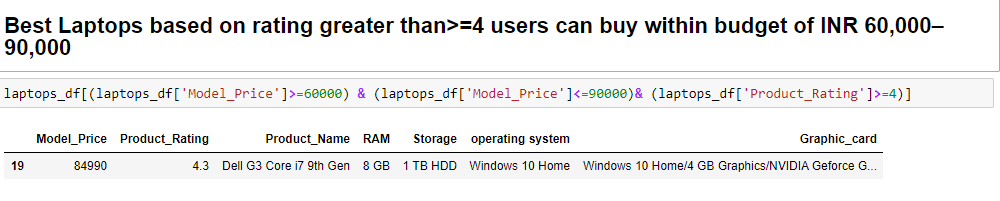 Best Laptops based on rating greater than>=4 users can buy within budget of INR 60,000–
90,000
laptops_df[(laptops_df['Model_Price']>=60000) & (laptops_df['Model_Price']<=90000)& (laptops_df['Product_Rating']>=4)]
Model_Price Product_Rating Product_Name RAM Storage operating system Graphic_card
19 84990 4.3 Dell G3 Core i7 9th Gen 8 GB 1 TB HDD Windows 10 Home Windows 10 Home/4 GB Graphics/NVIDIA Geforce G...